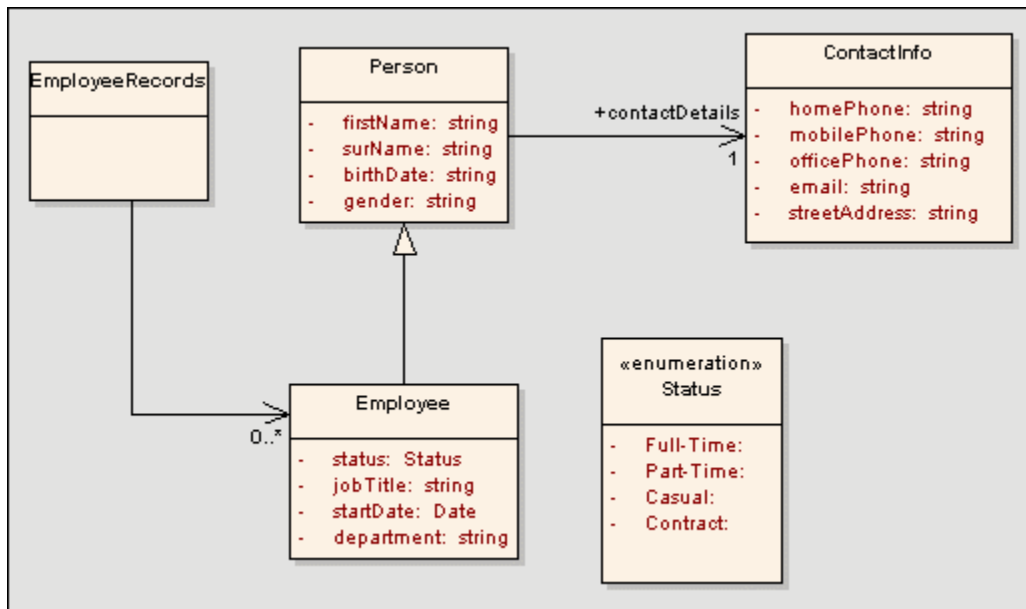 EmployeeRecords
Person
- firstName: string
- surName: string
- birthDate: string
- gender: string
+contactDetails
1
ContactInfo
- homePhone: string
- mobilePhone: string
- officePhone: string
- email: string
- streetAddress: string
0..*
Employee
- status: Status
- jobTitle: string
- startDate: Date
- department: string
«enumeration»
Status
- Full-Time:
- Part-Time:
- Casual:
- Contract: